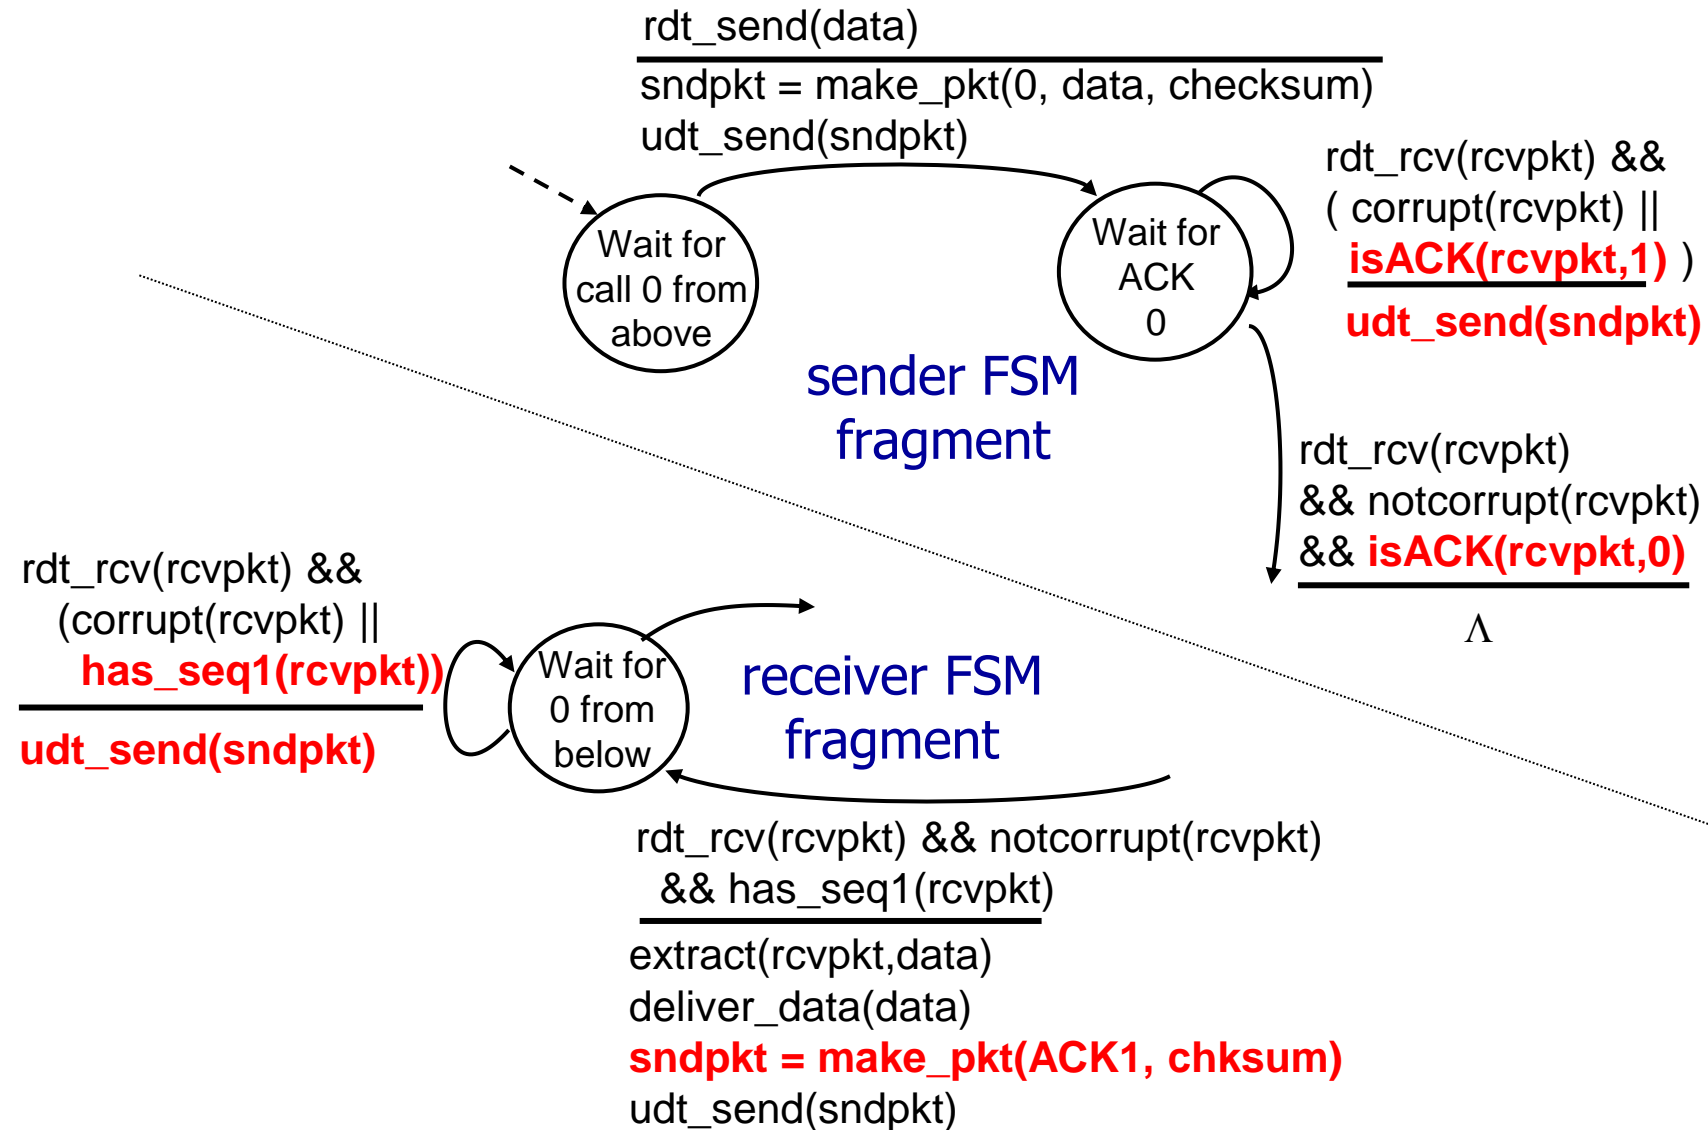 rdt_send(data)
sndpkt = make_pkt(0, data, checksum)
udt_send(sndpkt)
Wait for
call 0 from
above
Wait for
ACK
0
rdt_rcv(rcvpkt) &&
( corrupt(rcvpkt) ||
isACK(rcvpkt,1) )
udt_send(sndpkt)
sender FSM
fragment
rdt_rcv(rcvpkt)
&& notcorrupt(rcvpkt)
&& isACK(rcvpkt,0)
Λ
rdt_rcv(rcvpkt) &&
(corrupt(rcvpkt) ||
has_seq1(rcvpkt))
udt_send(sndpkt)
Wait for
0 from
below
receiver FSM
fragment
rdt_rcv(rcvpkt) && notcorrupt(rcvpkt)
&& has_seq1(rcvpkt)
extract(rcvpkt,data)
deliver_data(data)
sndpkt = make_pkt(ACK1, chksum)
udt_send(sndpkt)